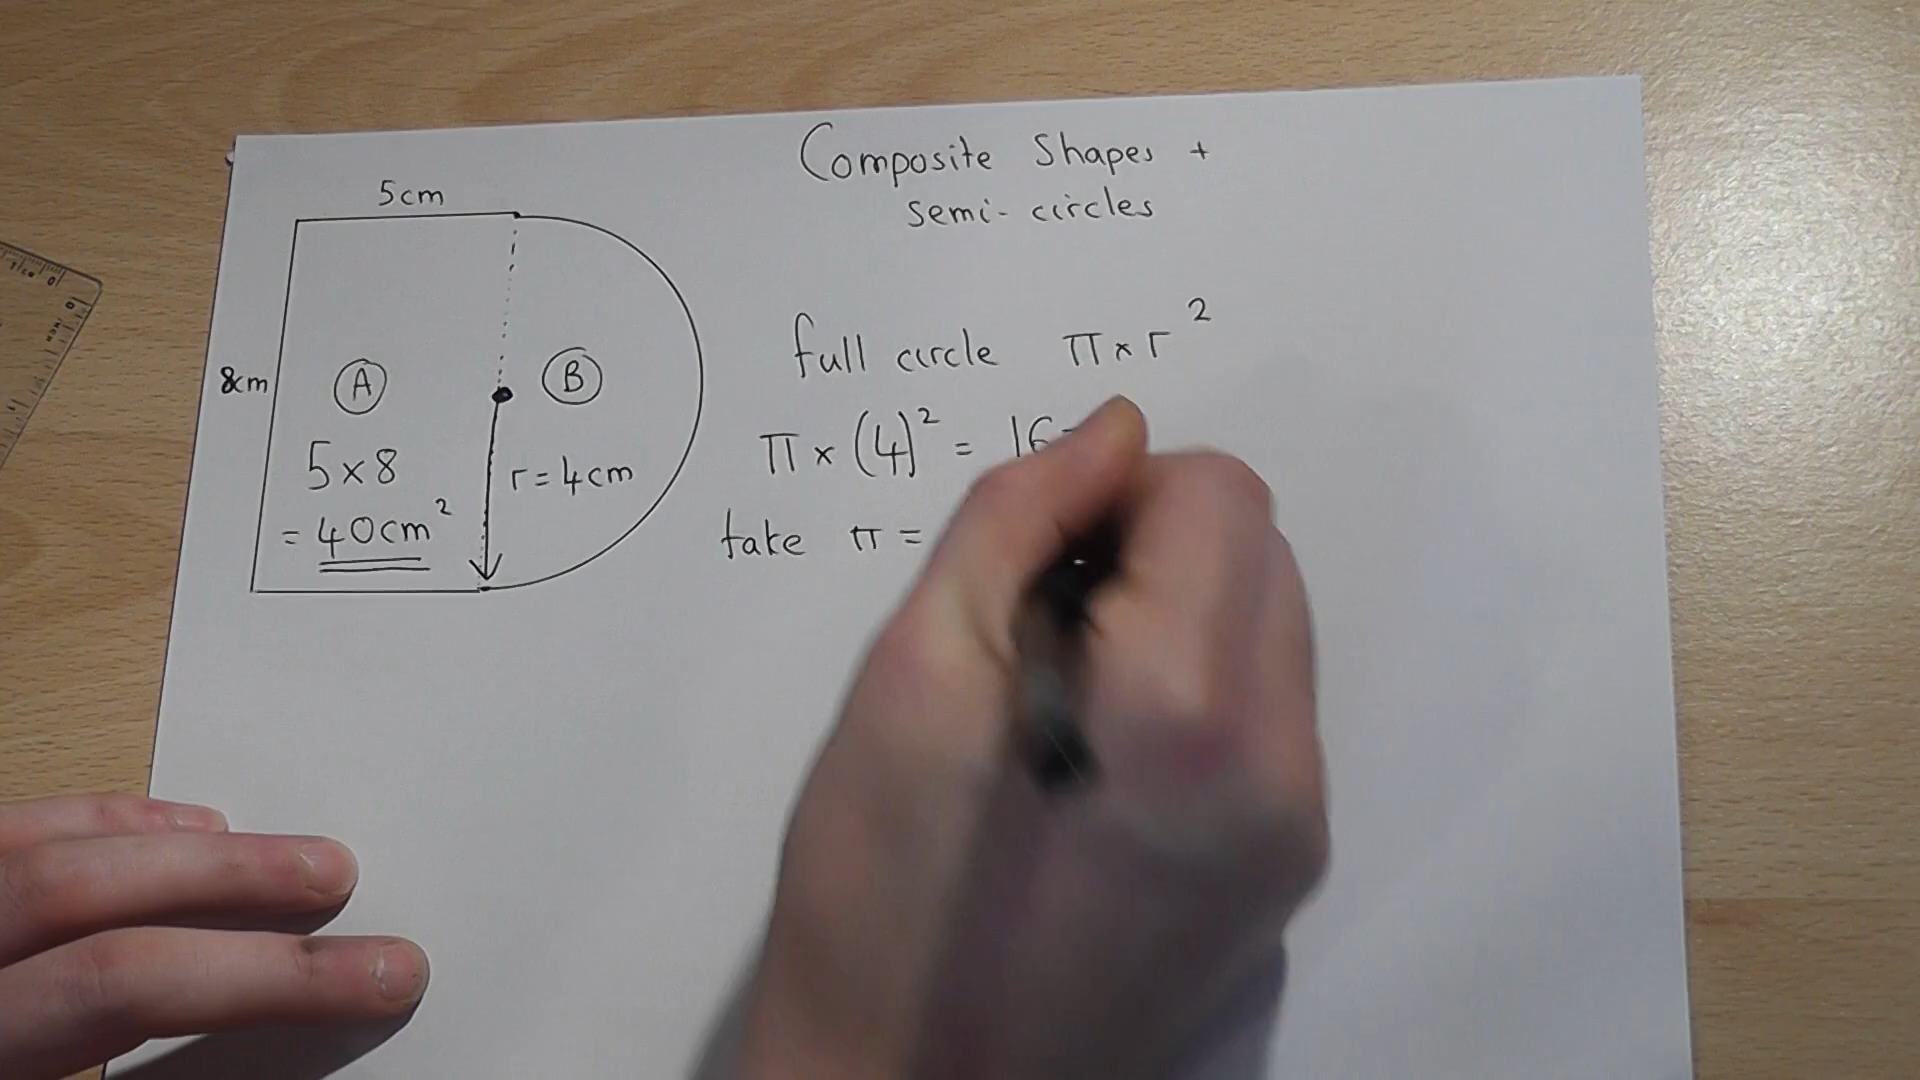 Composite Shapes +
semi-circles
5cm
8cm
A
B
5 × 8
= 40cm²
r = 4cm
full circle π × r²
π × (4)² = 16
take π =